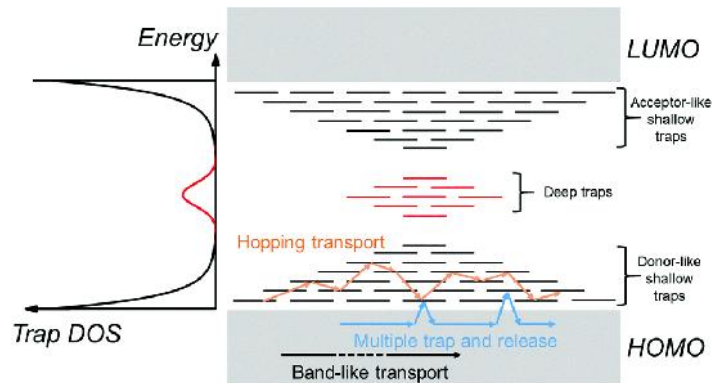 Energy
LUMO
Acceptor-like
shallow
traps
Deep traps
Hopping transport
Donor-like
shallow
traps
Trap DOS
Multiple trap and release
HOMO
Band-like transport